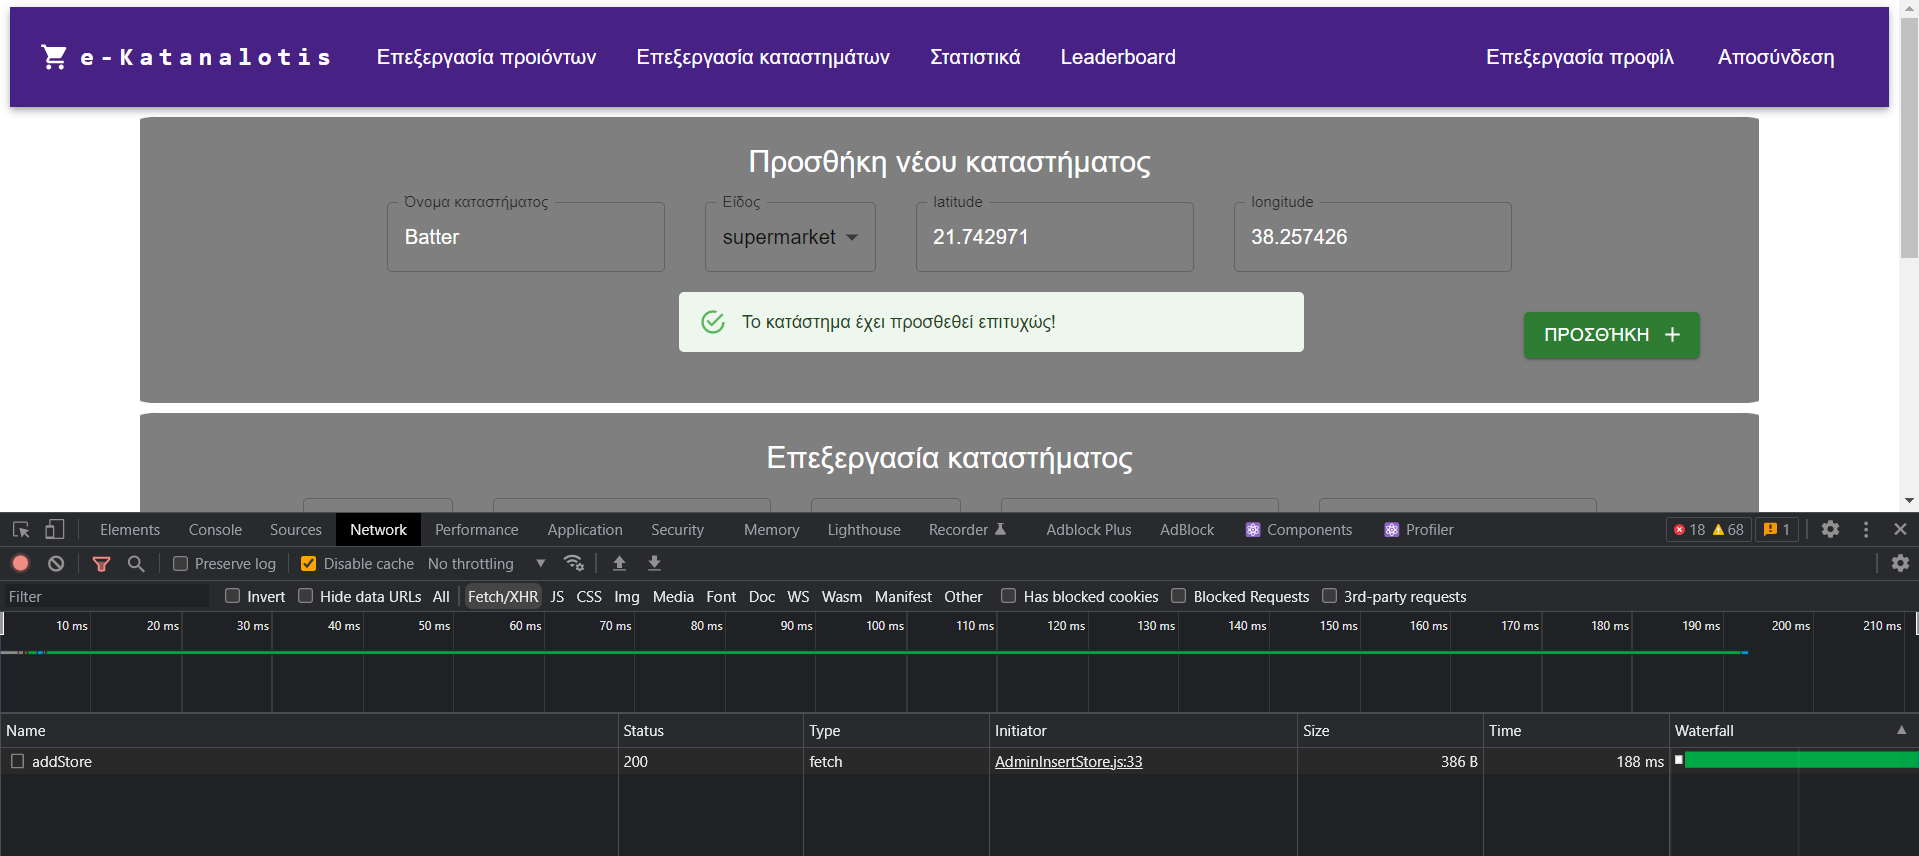 e-Katanalotis Επεξεργασία προιόντων Επεξεργασία καταστημάτων Στατιστικά Leaderboard Επεξεργασία προφίλ Αποσύνδεση
Προσθήκη νέου καταστήματος
Όνομα καταστήματος Είδος latitude longitude
Batter supermarket 21.742971 38.257426
Το κατάστημα έχει προσθεθεί επιτυχώς!
ΠΡΟΣΘΉΚΗ
Επεξεργασία καταστήματος
Elements Console Sources Network Performance Application Security Memory Lighthouse Recorder Adblock Plus AdBlock Components Profiler 18 68 1
Preserve log Disable cache No throttling
Filter Invert Hide data URLs All Fetch/XHR JS CSS Img Media Font Doc WS Wasm Manifest Other Has blocked cookies Blocked Requests 3rd-party requests
10 ms 20 ms 30 ms 40 ms 50 ms 60 ms 70 ms 80 ms 90 ms 100 ms 110 ms 120 ms 130 ms 140 ms 150 ms 160 ms 170 ms 180 ms 190 ms 200 ms 210 ms
Name Status Type Initiator Size Time Waterfall
addStore 200 fetch AdminInsertStore.js:33 386 B 188 ms